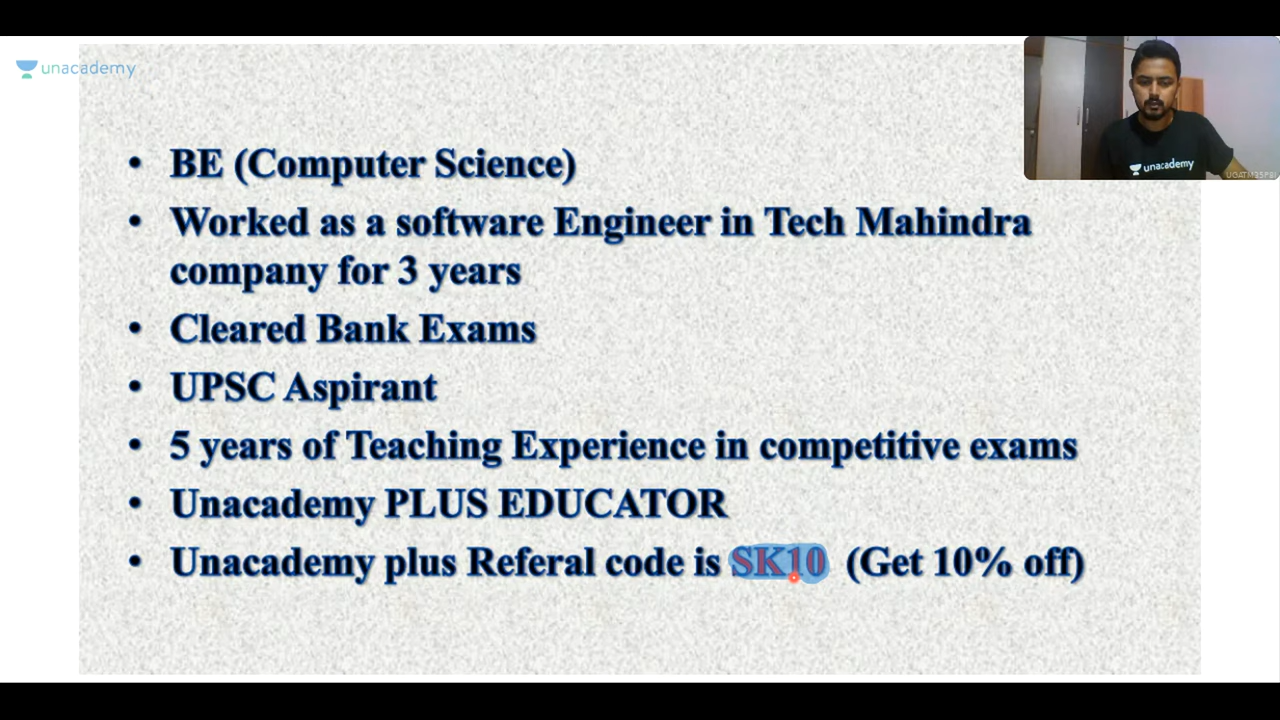 unacademy
unacademy
• BE (Computer Science)
• Worked as a software Engineer in Tech Mahindra
company for 3 years
• Cleared Bank Exams
• UPSC Aspirant
• 5 years of Teaching Experience in competitive exams
• Unacademy PLUS EDUCATOR
• Unacademy plus Referal code is SK10 (Get 10% off)